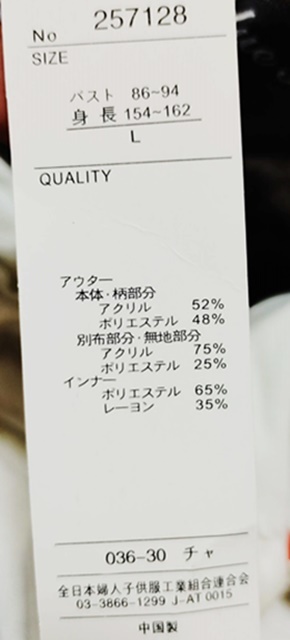 No 257128
SIZE
バスト 86~94
身長 154~162
L
QUALITY
アウター
本体・柄部分
アクリル 52%
ポリエステル 48%
別布部分・無地部分
アクリル 75%
ポリエステル 25%
インナー
ポリエステル 65%
レーヨン 35%
036-30 チャ
全日本婦人子供服工業組合連合会
03-3866-1299 J-AT 0015
中国製